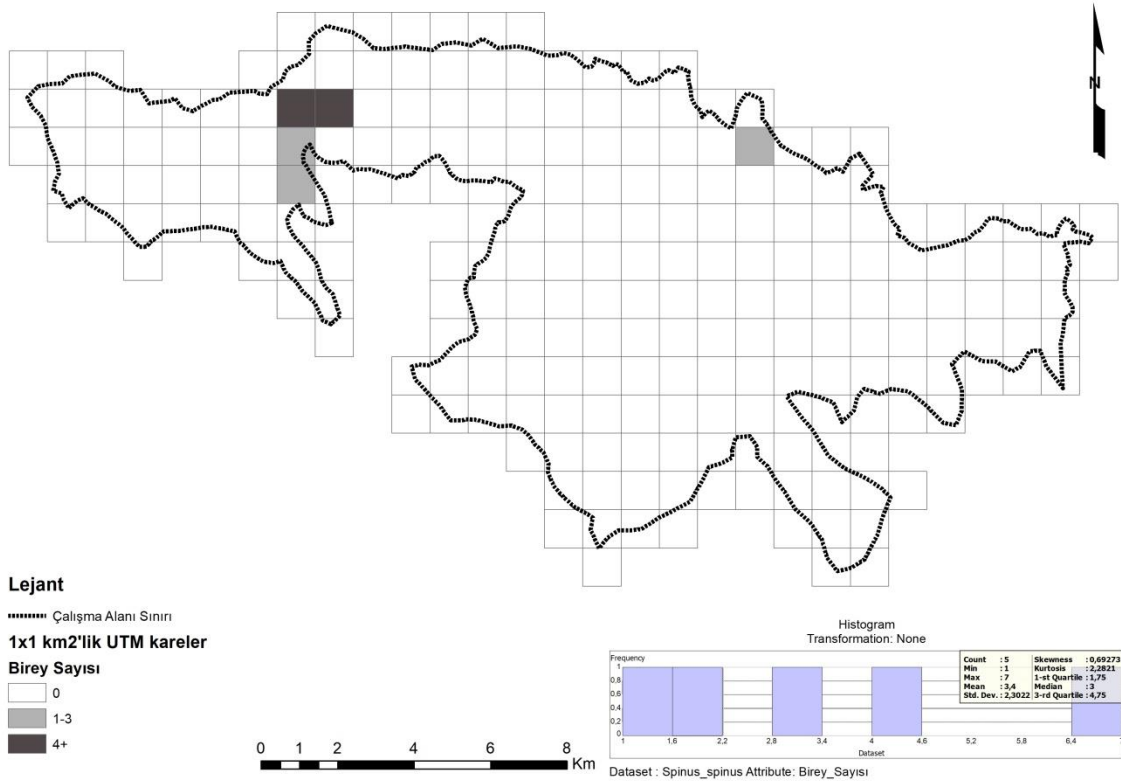 N
Lejant
Çalışma Alanı Sınırı
1x1 km2'lik UTM kareler
Birey Sayısı
0
1-3
4+
0 1 2 4 6 8
Km
Histogram
Transformation: None
Frequency
1
0,8
0,6
0,4
0,2
0
1 1,6 2,2 2,8 3,4 4 4,6 5,2 5,8 6,4
Dataset
Count : 5 Skewness : 0,69273
Min : 1 Kurtosis : 2,2821
Max : 7 1-st Quartile : 1,75
Mean : 3,4 Median : 3
Std. Dev. : 2,3022 3-rd Quartile : 4,75
Dataset : Spinus_spinus Attribute: Birey_Sayısı